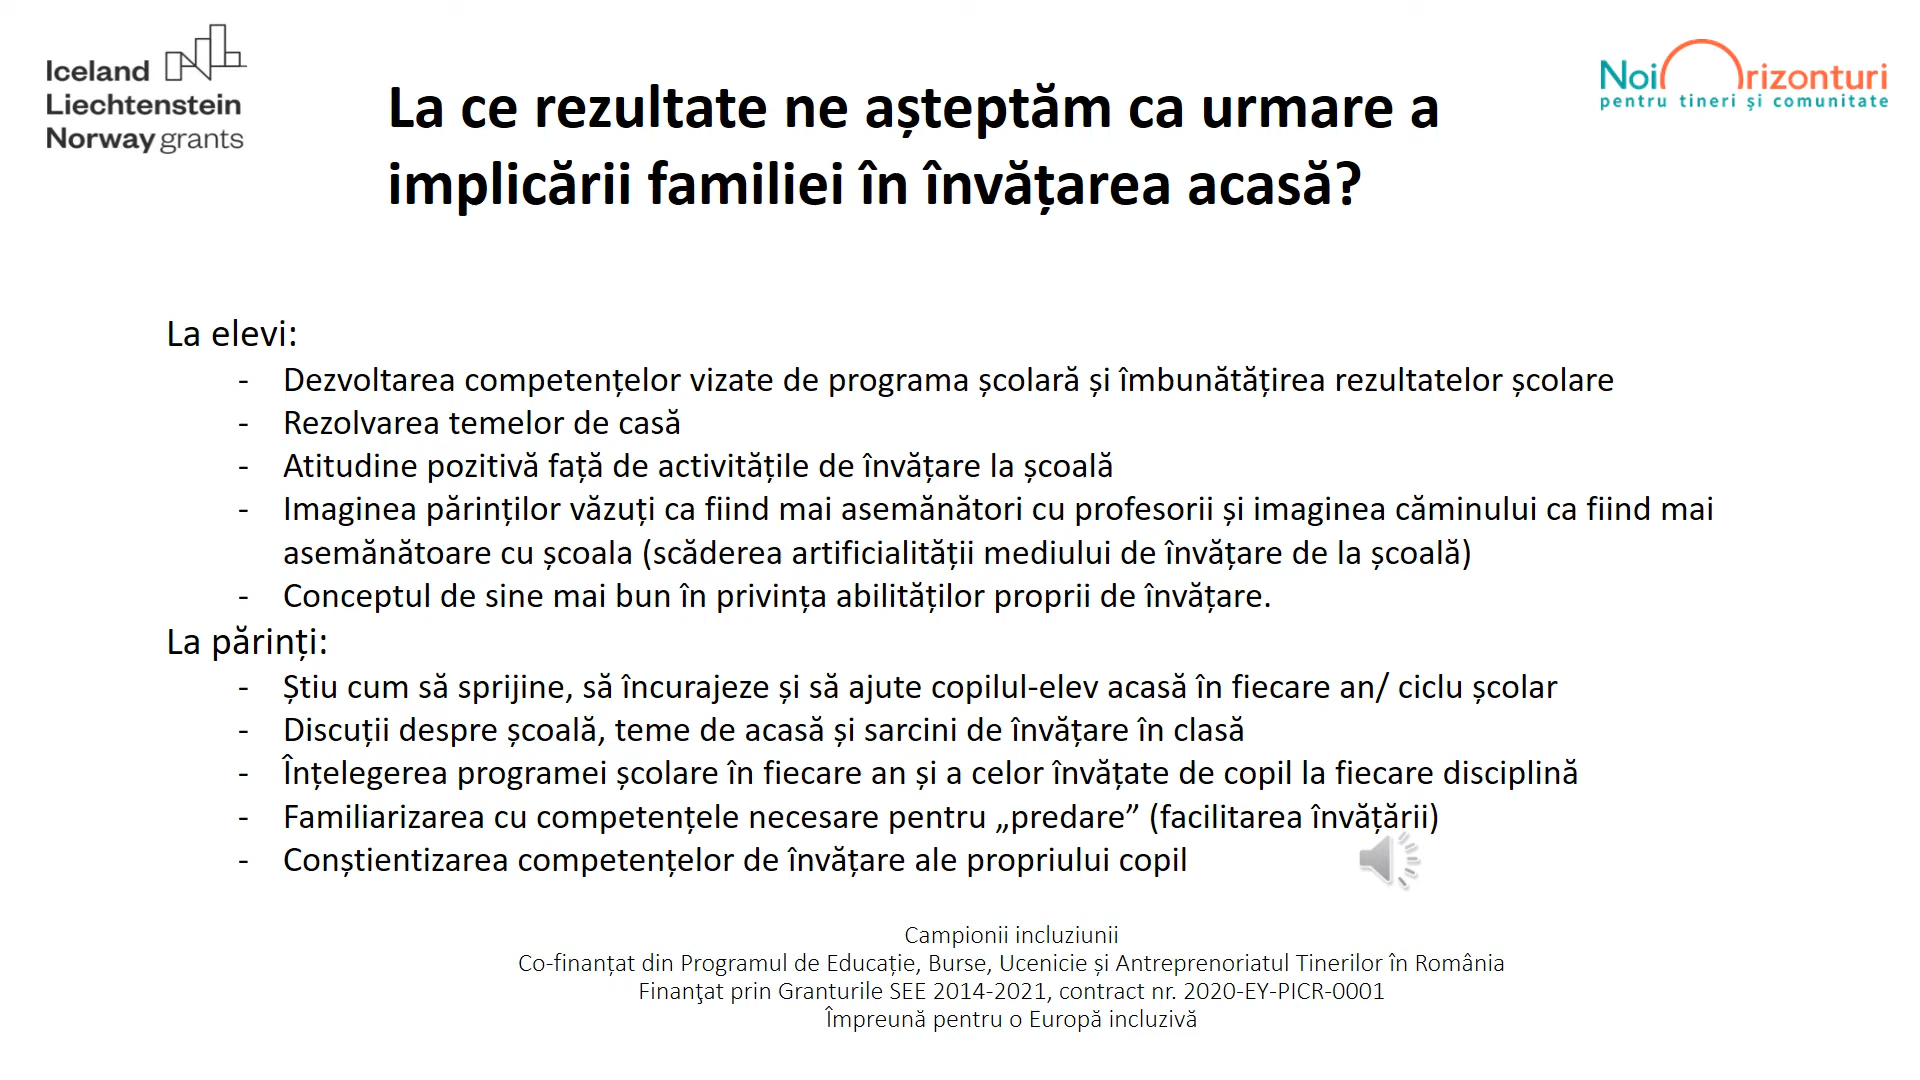 Iceland
Liechtenstein
Norway grants
Noi Orizonturi
pentru tineri și comunitate
La ce rezultate ne așteptăm ca urmare a
implicării familiei în învățarea acasă?
La elevi:
- Dezvoltarea competențelor vizate de programa școlară și îmbunătățirea rezultatelor școlare
- Rezolvarea temelor de casă
- Atitudine pozitivă față de activitățile de învățare la școală
- Imaginea părinților văzuți ca fiind mai asemănători cu profesorii și imaginea căminului ca fiind mai
asemănătoare cu școala (scăderea artificialității mediului de învățare de la școală)
- Conceptul de sine mai bun în privința abilităților proprii de învățare.
La părinți:
- Știu cum să sprijine, să încurajeze și să ajute copilul-elev acasă în fiecare an/ ciclu școlar
- Discuții despre școală, teme de acasă și sarcini de învățare în clasă
- Înțelegerea programei școlare în fiecare an și a celor învățate de copil la fiecare disciplină
- Familiarizarea cu competențele necesare pentru „predare” (facilitarea învățării)
- Conștientizarea competențelor de învățare ale propriului copil
Campionii incluziunii
Co-finanțat din Programul de Educație, Burse, Ucenicie și Antreprenoriatul Tinerilor în România
Finanţat prin Granturile SEE 2014-2021, contract nr. 2020-EY-PICR-0001
Împreună pentru o Europă incluzivă